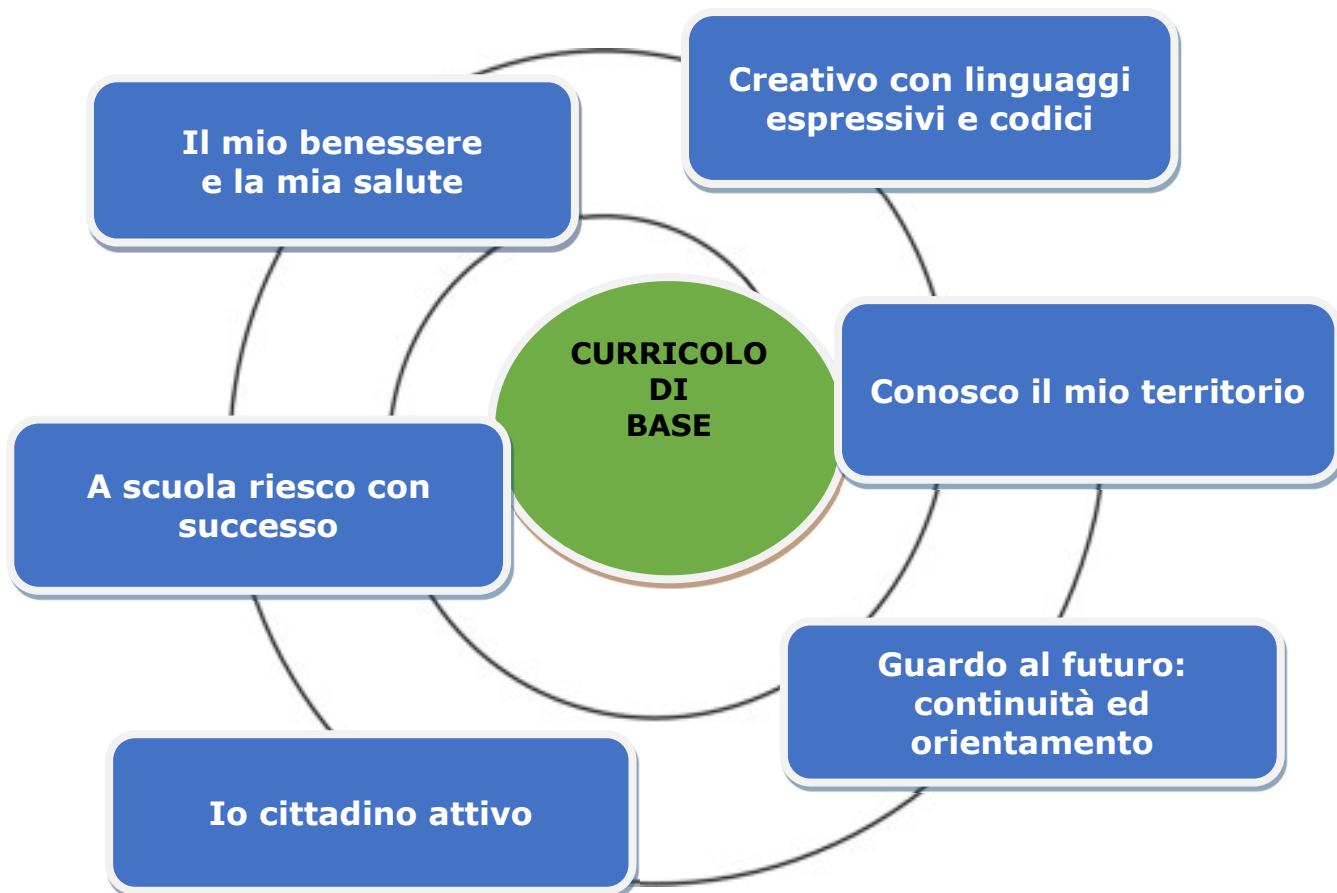 Creativo con linguaggi
espressivi e codici
Il mio benessere
e la mia salute
CURRICOLO
DI
BASE
Conosco il mio territorio
A scuola riesco con
successo
Guardo al futuro:
continuità ed
orientamento
Io cittadino attivo